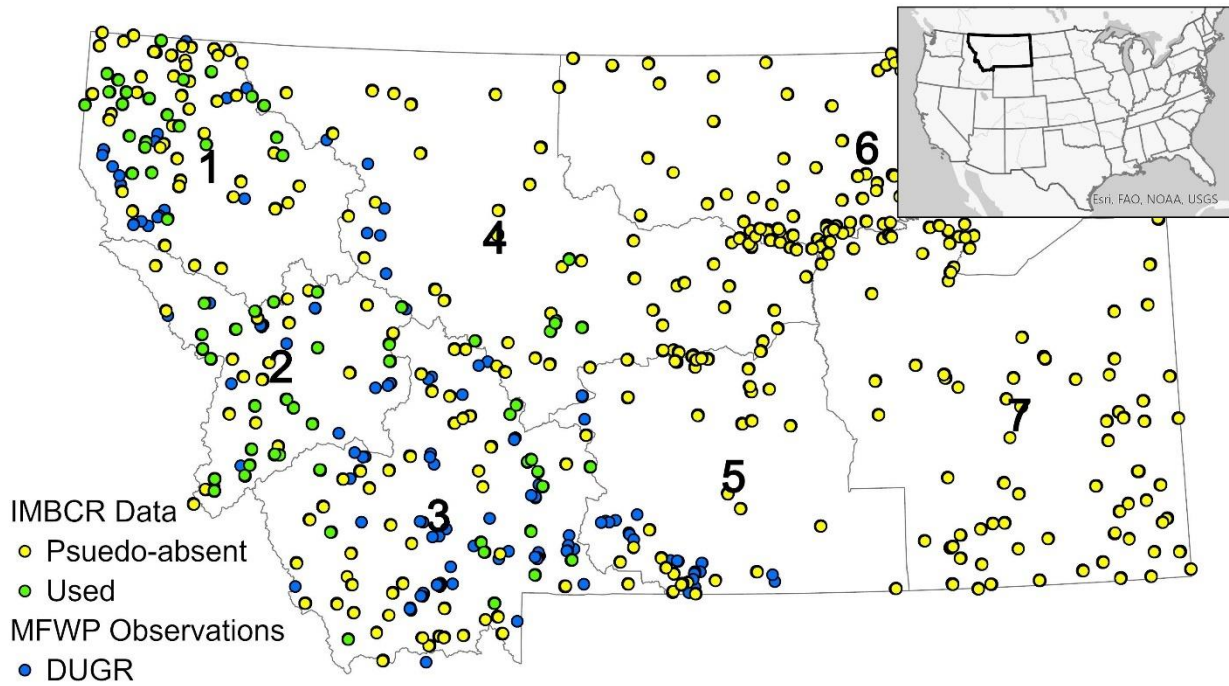 Esri, FAO, NOAA, USGS
1
6
4
2
7
5
3
IMBCR Data
Psuedo-absent
Used
MFWP Observations
DUGR